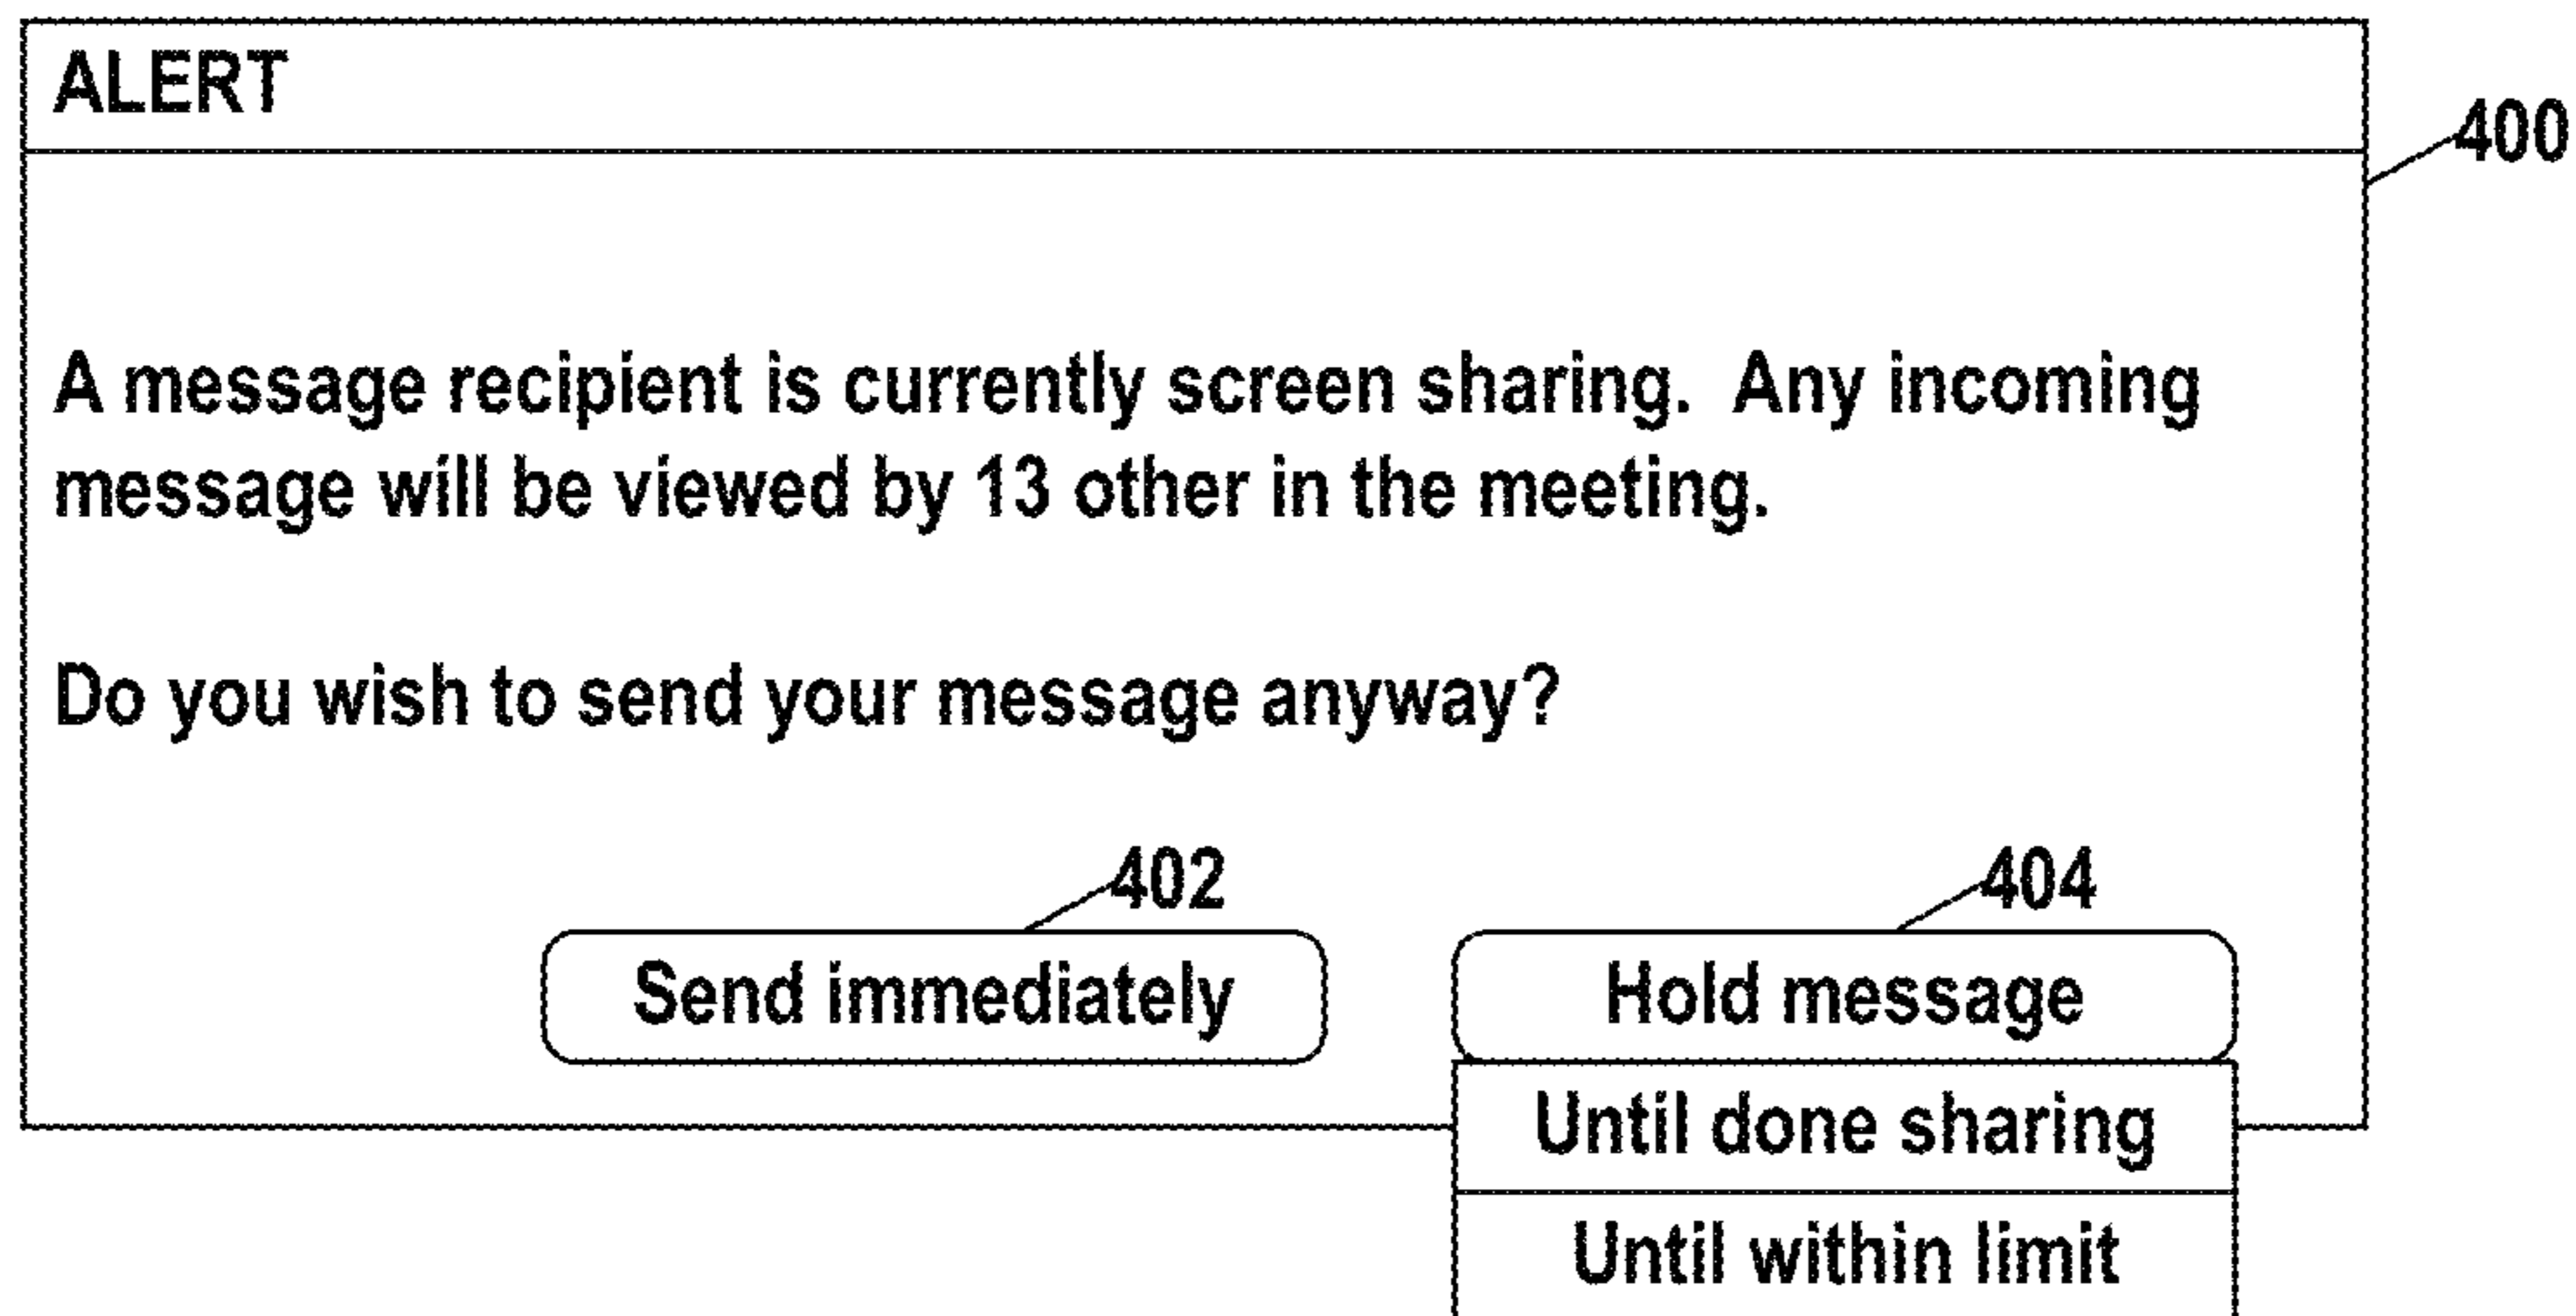 ALERT
400
A message recipient is currently screen sharing.  Any incoming
message will be viewed by 13 other in the meeting.
Do you wish to send your message anyway?
402
404
Send immediately
Hold message
Until done sharing
Until within limit